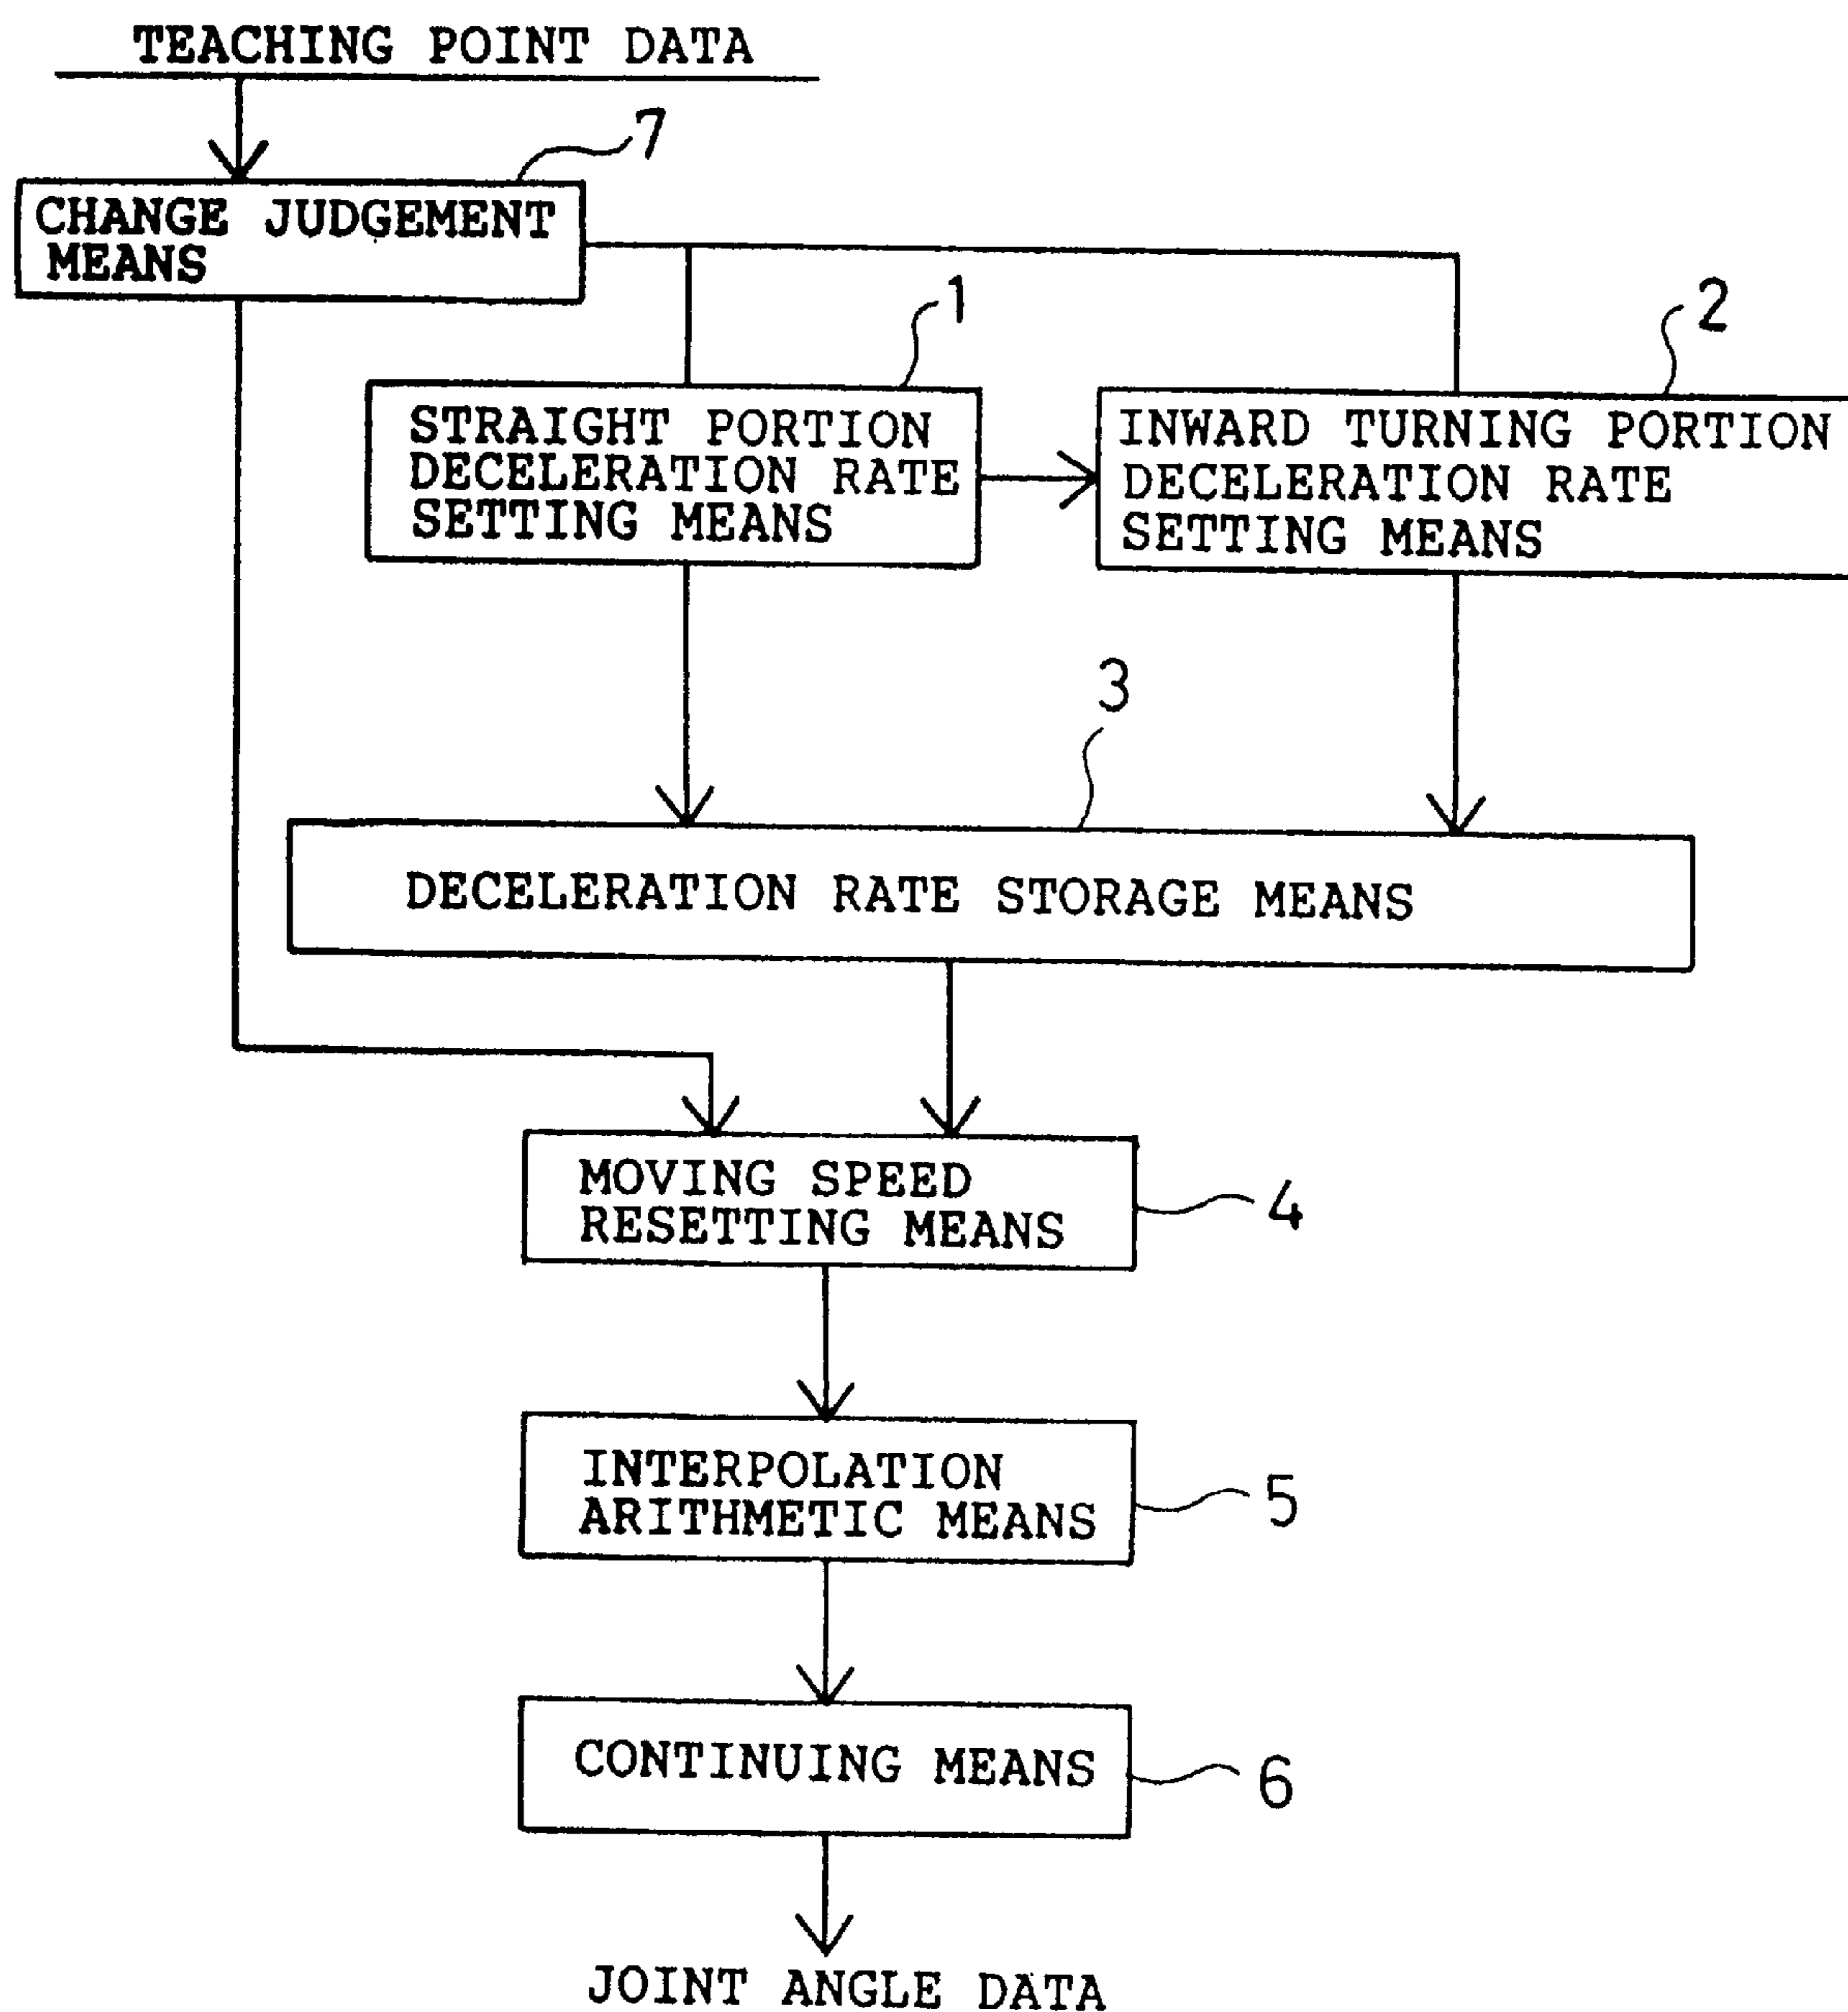 TEACHING POINT DATA
7
CHANGE JUDGEMENT
MEANS
1
2
STRAIGHT PORTION
DECELERATION RATE
SETTING MEANS
INWARD TURNING PORTION
DECELERATION RATE
SETTING MEANS
3
DECELERATION RATE STORAGE MEANS
MOVING SPEED
RESETTING MEANS
4
INTERPOLATION
ARITHMETIC MEANS
5
CONTINUING MEANS
6
JOINT ANGLE DATA